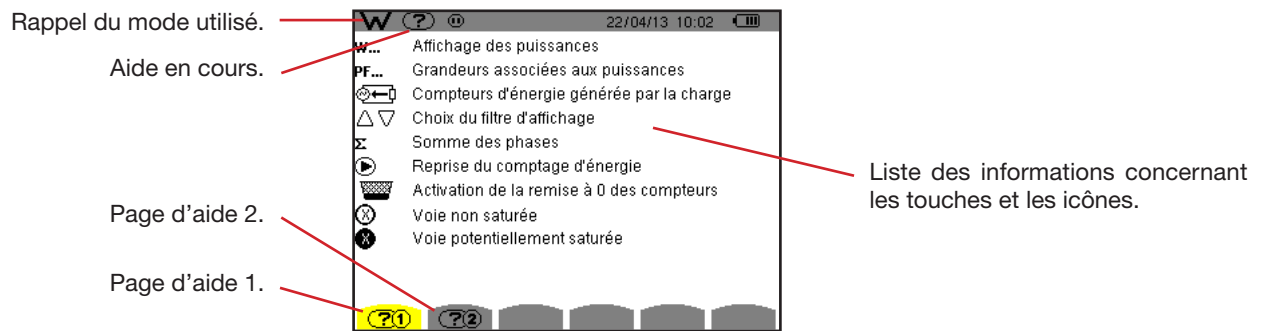 Rappel du mode utilisé.
Aide en cours.
Page d'aide 2.
Page d'aide 1.
W ? 22/04/13 10:02
W... Affichage des puissances
PF... Grandeurs associées aux puissances
Compteurs d'énergie générée par la charge
Choix du filtre d'affichage
Σ Somme des phases
Reprise du comptage d'énergie
Activation de la remise à 0 des compteurs
X Voie non saturée
X Voie potentiellement saturée
?1 ?2
Liste des informations concernant
les touches et les icônes.